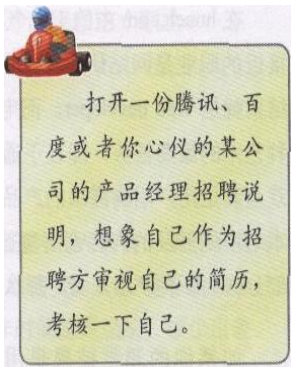 打开一份腾讯、百
度或者你心仪的某公
司的产品经理招聘说
明，想象自己作为招
聘方审视自己的简历，
考核一下自己。